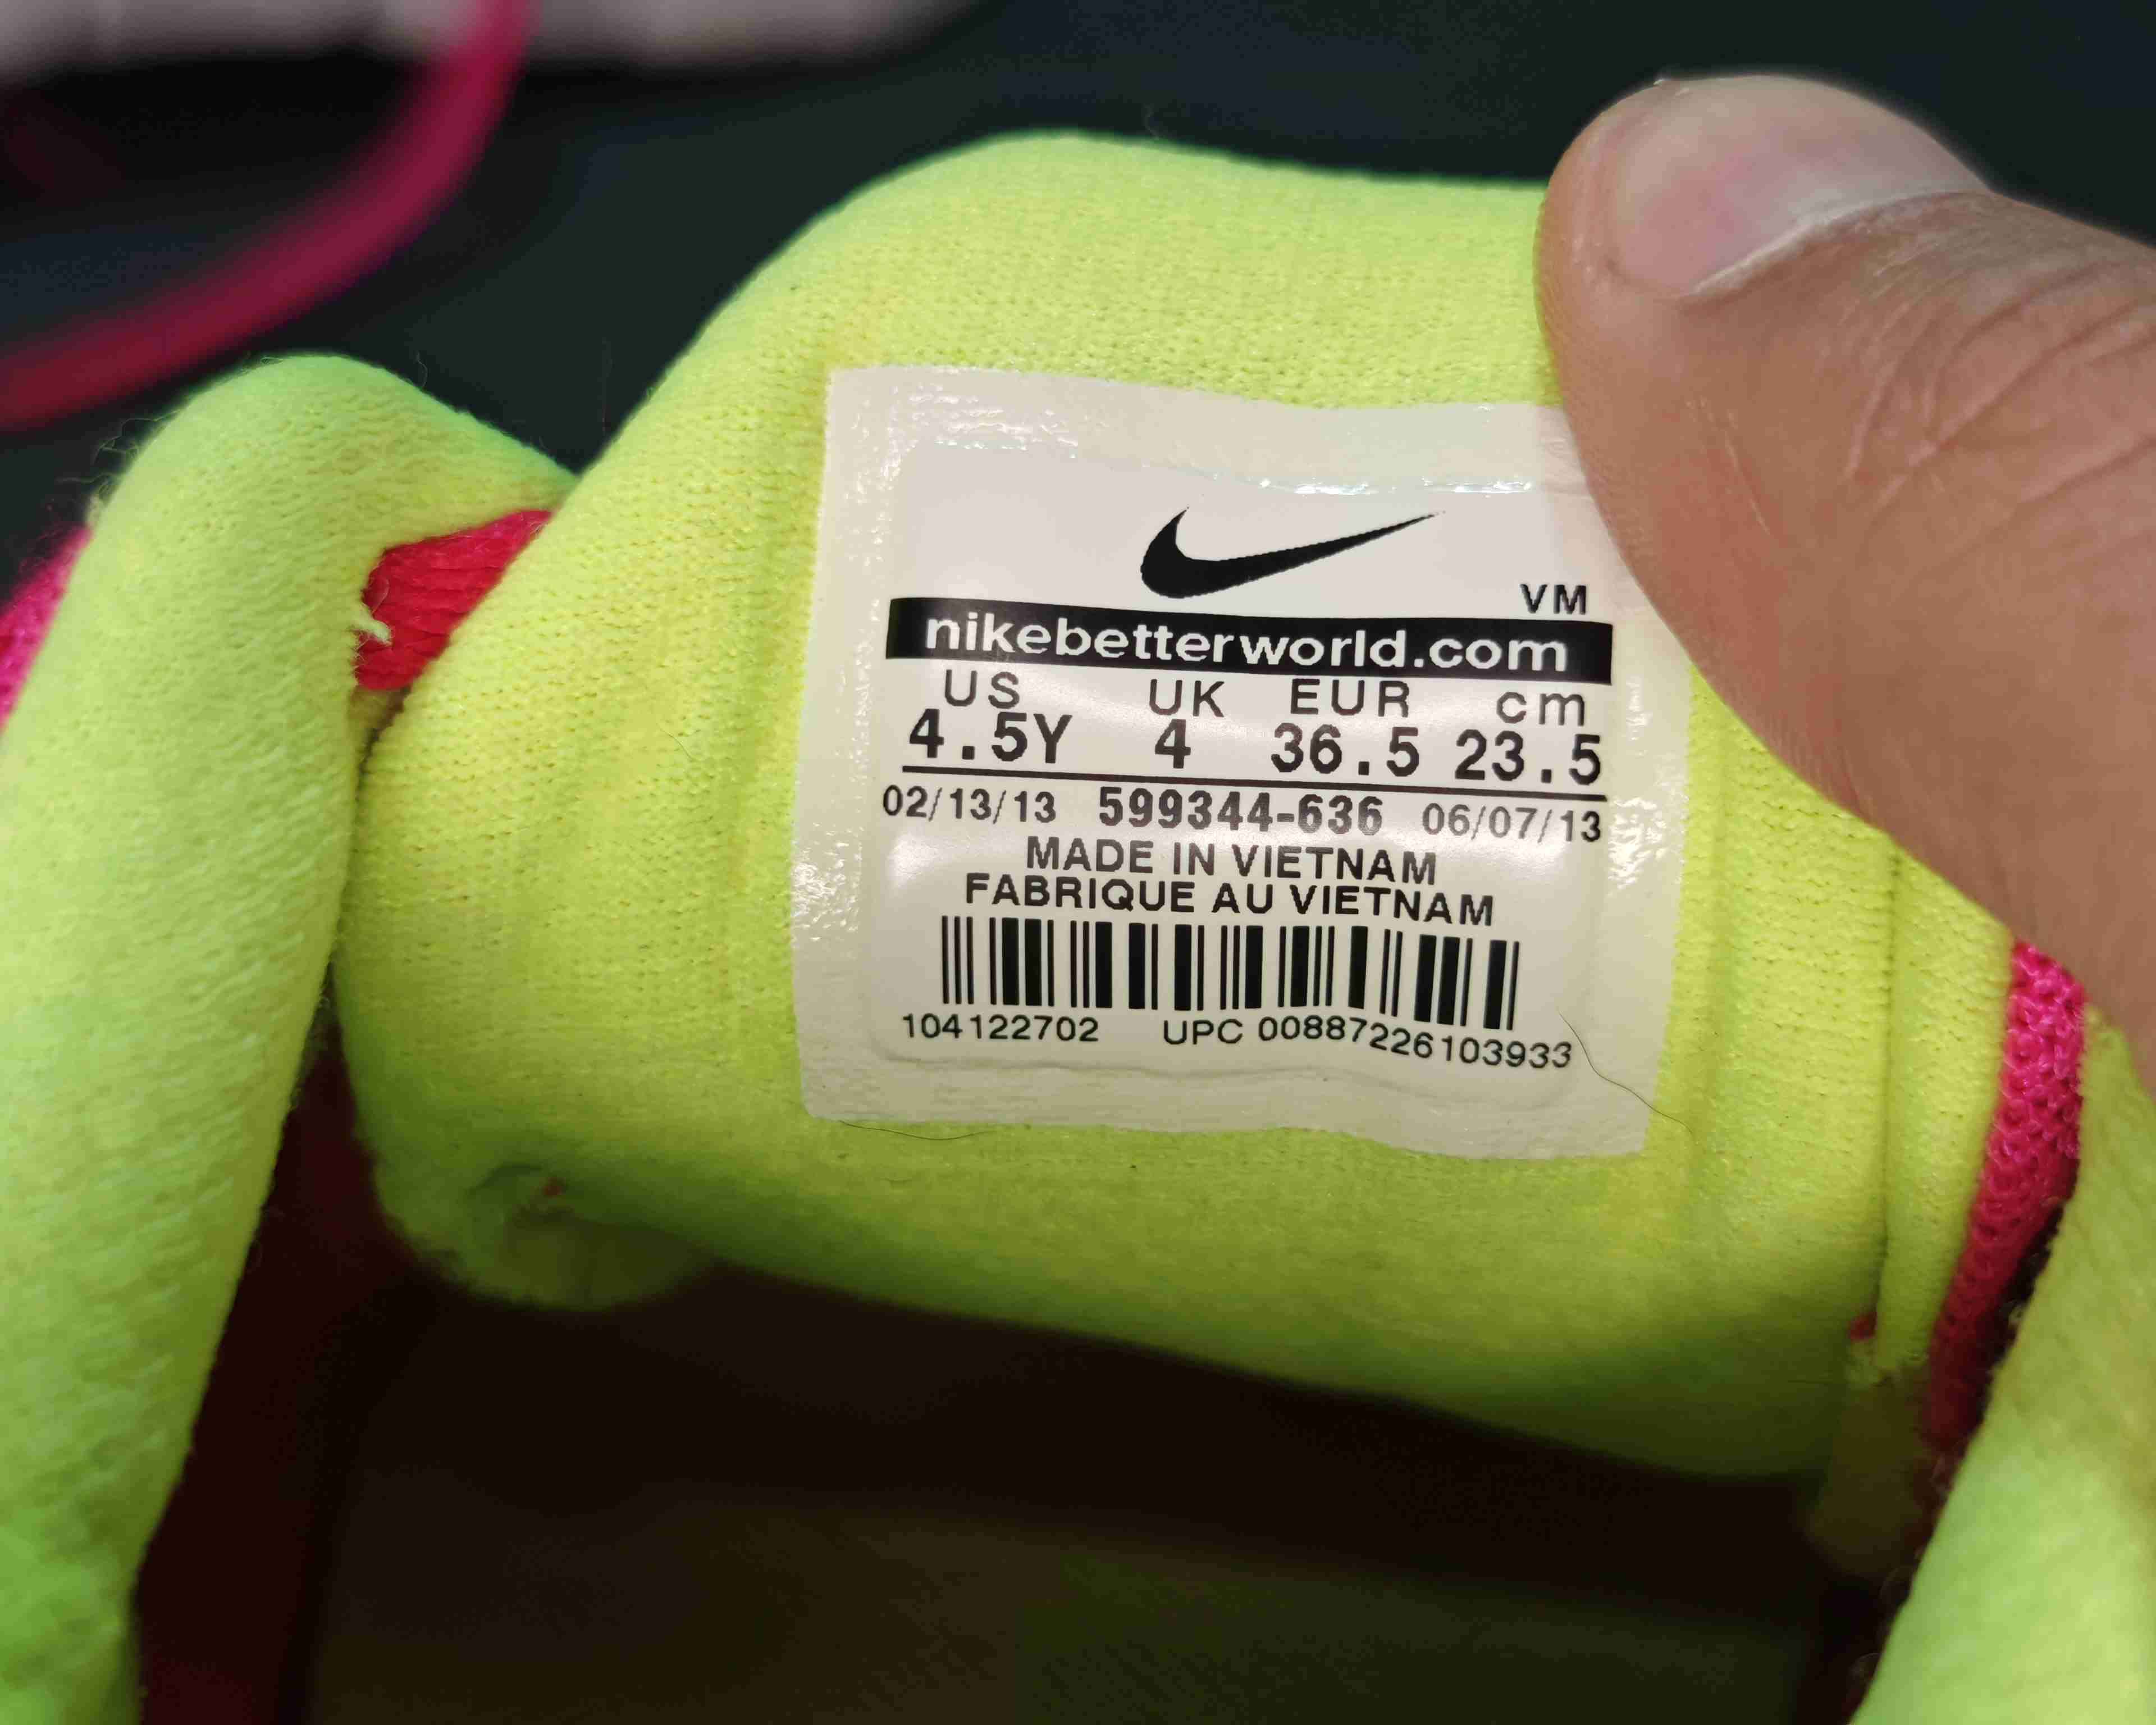 VM
nikebetterworld.com
US UK EUR cm
4.5Y 4 36.5 23.5
02/13/13 599344-636 06/07/13
MADE IN VIETNAM
FABRIQUE AU VIETNAM
104122702 UPC 00887226103933